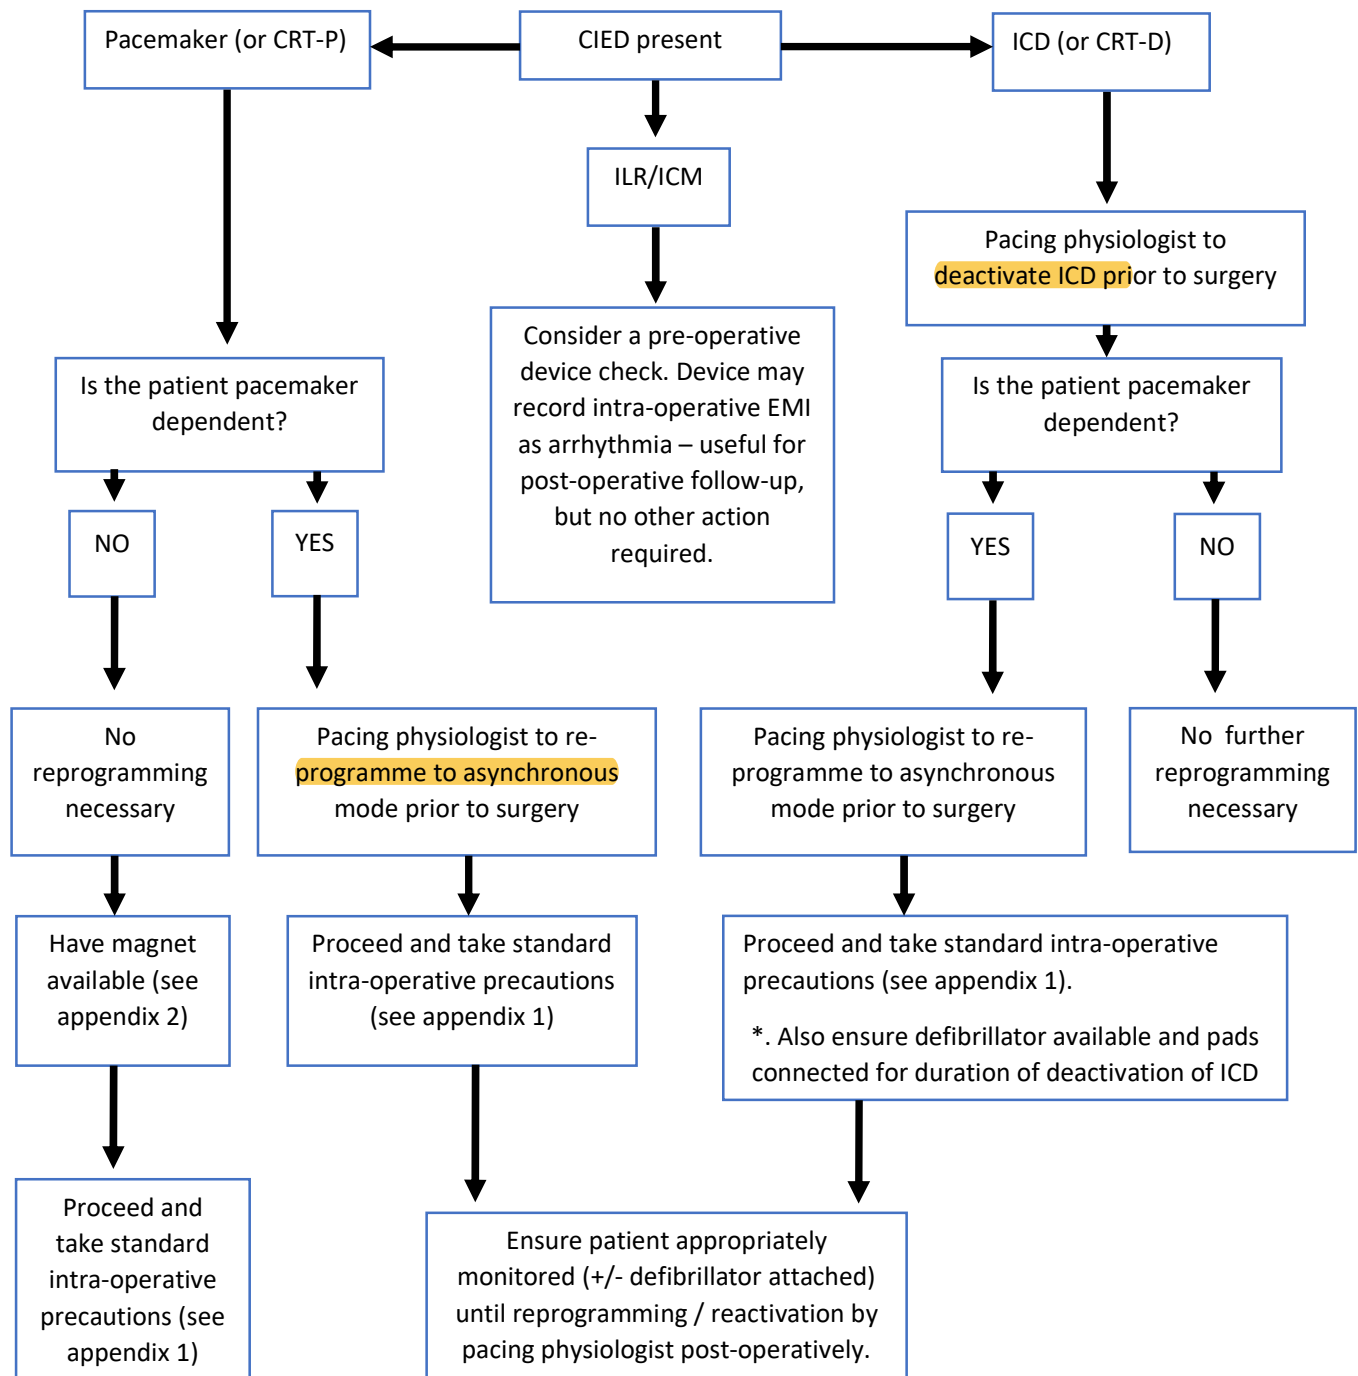 Pacemaker (or CRT-P)
CIED present
ICD (or CRT-D)
ILR/ICM
Pacing physiologist to
deactivate ICD prior to surgery
Consider a pre-operative
device check. Device may
record intra-operative EMI
as arrhythmia – useful for
post-operative follow-up,
but no other action
required.
Is the patient pacemaker
dependent?
Is the patient pacemaker
dependent?
NO
YES
YES
NO
No
reprogramming
necessary
Pacing physiologist to re-
programme to asynchronous
mode prior to surgery
Pacing physiologist to re-
programme to asynchronous
mode prior to surgery
No further
reprogramming
necessary
Have magnet
available (see
appendix 2)
Proceed and take standard
intra-operative precautions
(see appendix 1)
Proceed and take standard intra-operative
precautions (see appendix 1).
*. Also ensure defibrillator available and pads
connected for duration of deactivation of ICD
Proceed and
take standard
intra-operative
precautions (see
appendix 1)
Ensure patient appropriately
monitored (+/- defibrillator attached)
until reprogramming / reactivation by
pacing physiologist post-operatively.